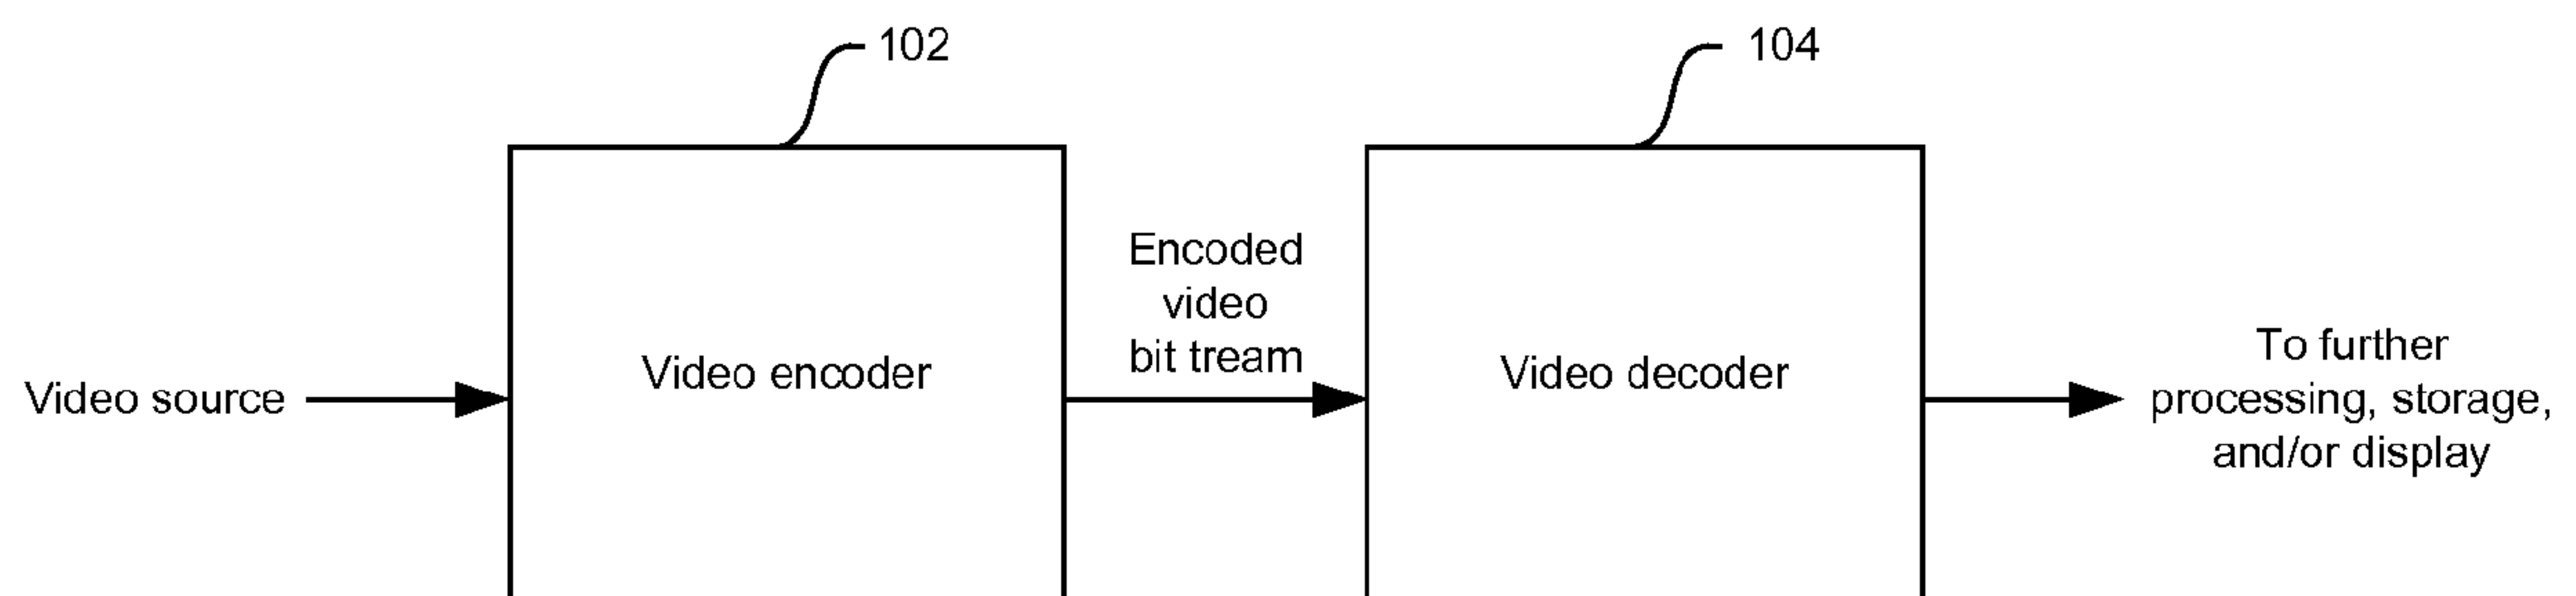 102
104
Encoded
video
bit tream
Video source
Video encoder
Video decoder
To further
processing, storage,
and/or display